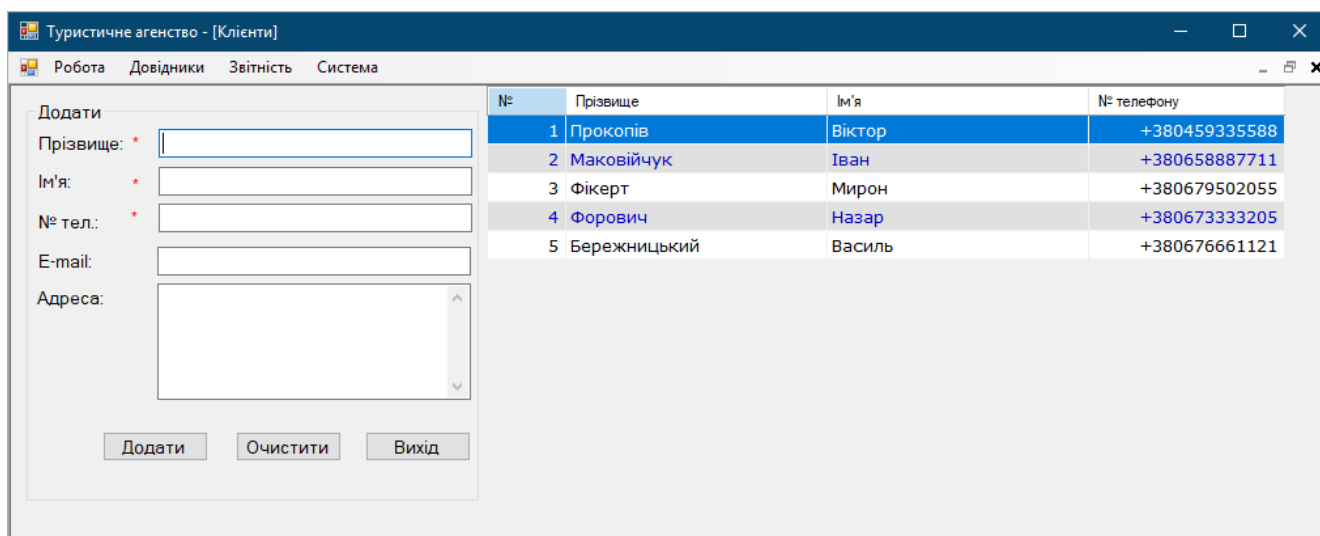 Туристичне агенство - [Клієнти]
Робота Довідники Звітність Система
Додати
Прізвище: *
Ім'я: *
№ тел.: *
E-mail:
Адреса:
Додати Очистити Вихід
№ Прізвище Ім'я № телефону
1 Прокопів Віктор +380459335588
2 Маковійчук Іван +380658887711
3 Фікерт Мирон +380679502055
4 Форович Назар +380673333205
5 Бережницький Василь +380676661121